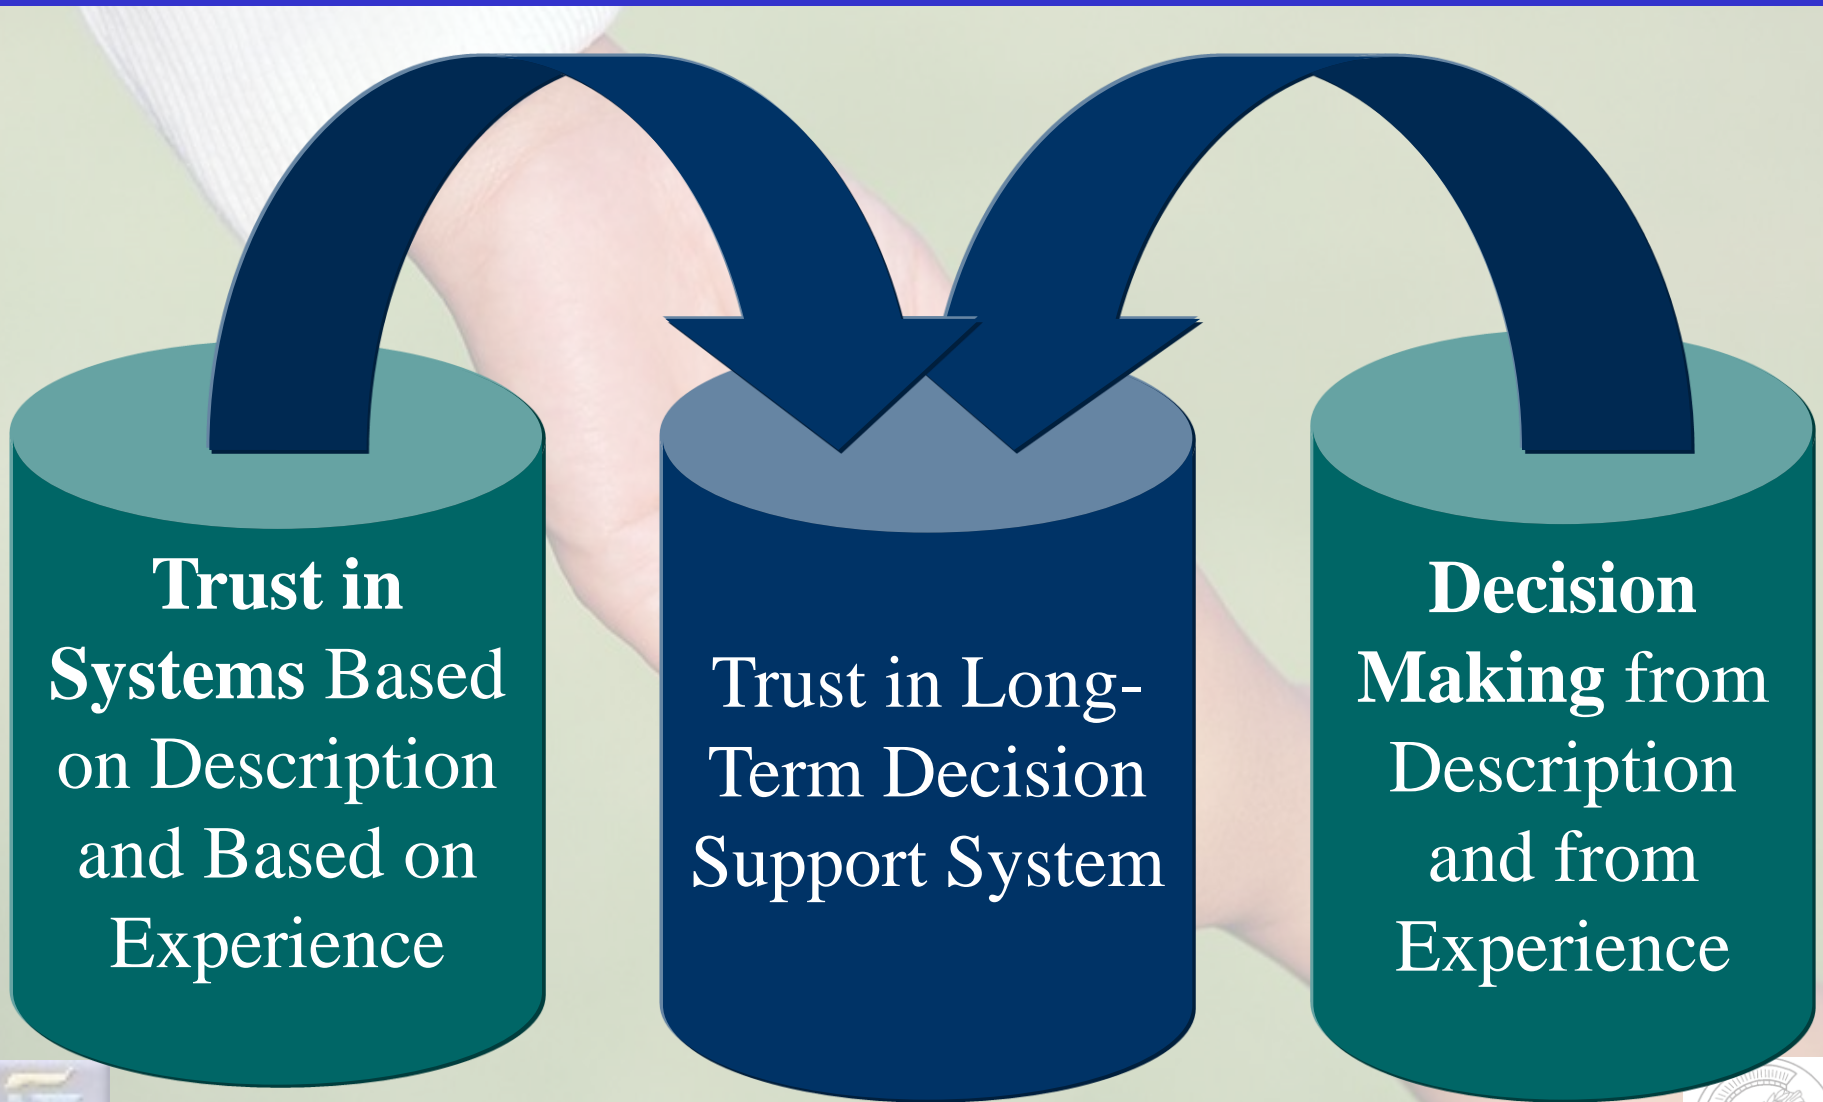 Trust in
Systems Based
on Description
and Based on
Experience
Trust in Long-
Term Decision
Support System
Decision
Making from
Description
and from
Experience